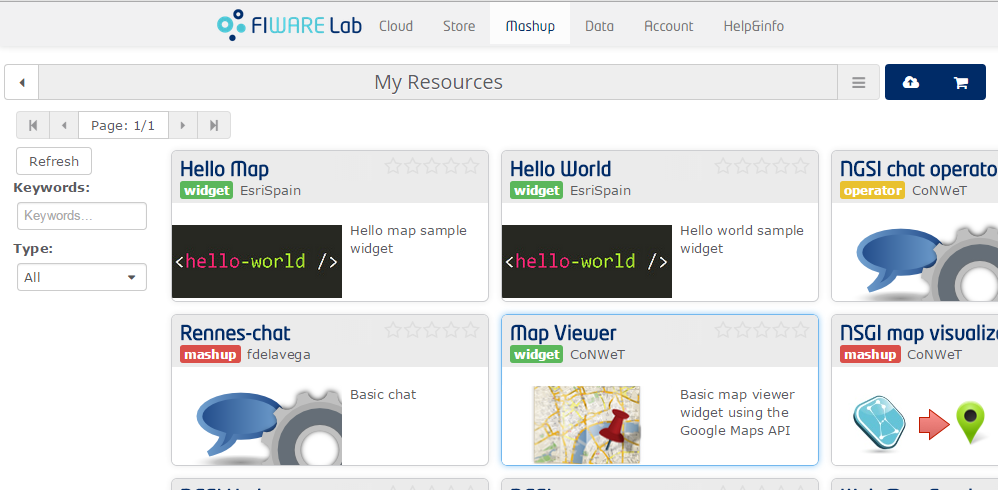 FIWARE Lab Cloud Store Mashup Data Account Help&info
My Resources
Page: 1/1
Refresh
Keywords:
Keywords...
Type:
All
Hello Map
widget EsriSpain
Hello map sample
widget
<hello-world />
Hello World
widget EsriSpain
Hello world sample
widget
<hello-world />
NGSI chat operato
operator CoNWeT
Rennes-chat
mashup fdelavega
Basic chat
Map Viewer
widget CoNWeT
Basic map viewer
widget using the
Google Maps API
NSGI map visualiz
mashup CoNWeT